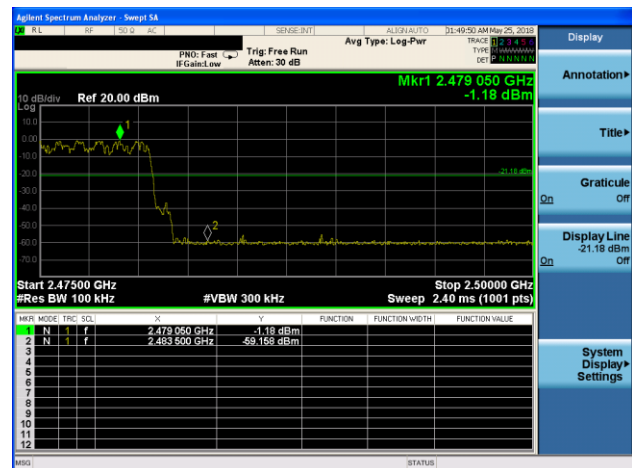 Agilent Spectrum Analyzer - Swept SA
RL RF 50 Ω AC SENSE:INT ALIGN AUTO 01:49:50 AM May 25, 2018
PNO: Fast Trig: Free Run Avg Type: Log-Pwr TRACE 1 2 3 4 5 6
IFGain:Low Atten: 30 dB TYPE M
DET P N N N N N
Mkr1 2.479 050 GHz
10 dB/div Ref 20.00 dBm -1.18 dBm
Log
10.0
0.00
-10.0
-20.0
-30.0
-40.0
-50.0
-60.0
-70.0
1
2
-21.18 dBm
Start 2.47500 GHz Stop 2.50000 GHz
#Res BW 100 kHz #VBW 300 kHz Sweep 2.40 ms (1001 pts)
MKR MODE TRC SCL X Y FUNCTION FUNCTION WIDTH FUNCTION VALUE
1 N 1 f 2.479 050 GHz -1.18 dBm
2 N 1 f 2.483 500 GHz -59.158 dBm
3
4
5
6
7
8
9
10
11
12
MSG STATUS
Display
Annotation
Title
Graticule
On Off
Display Line
-21.18 dBm
On Off
System
Display
Settings